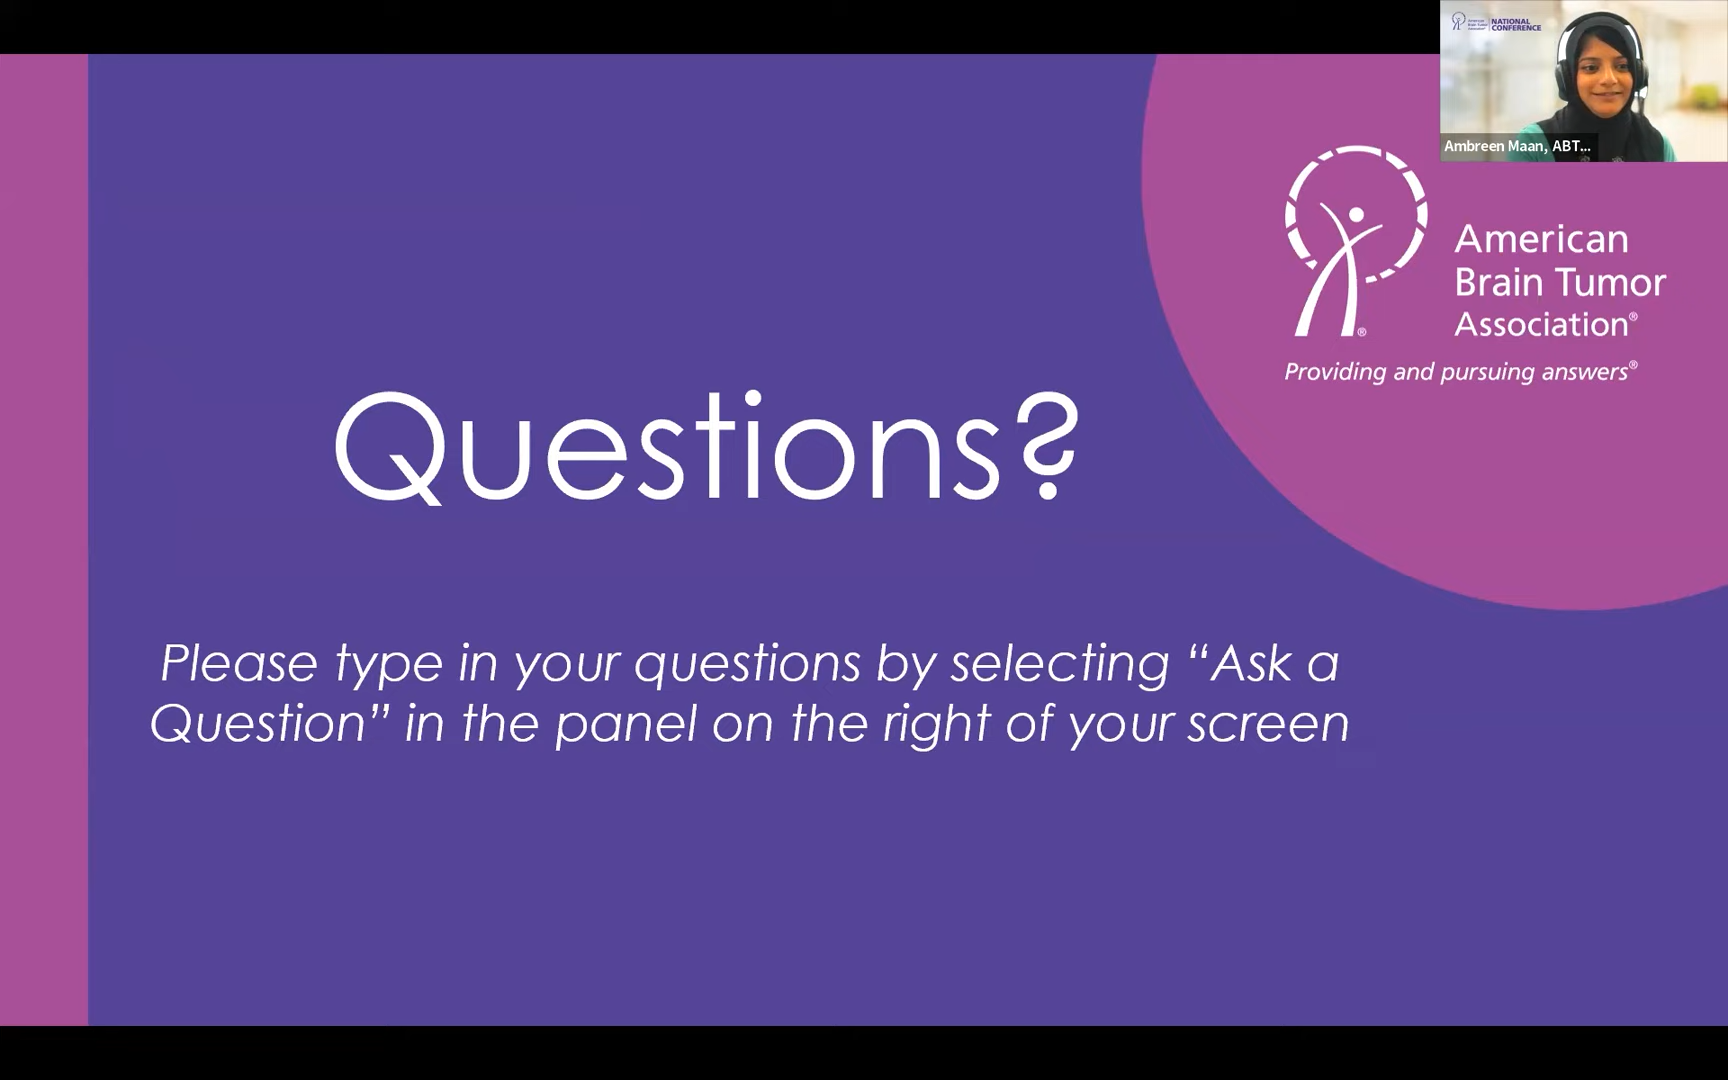 NATIONAL
CONFERENCE
Ambreen Maan, ABT...
American
Brain Tumor
Association®
Providing and pursuing answers®
Questions?
Please type in your questions by selecting “Ask a
Question” in the panel on the right of your screen